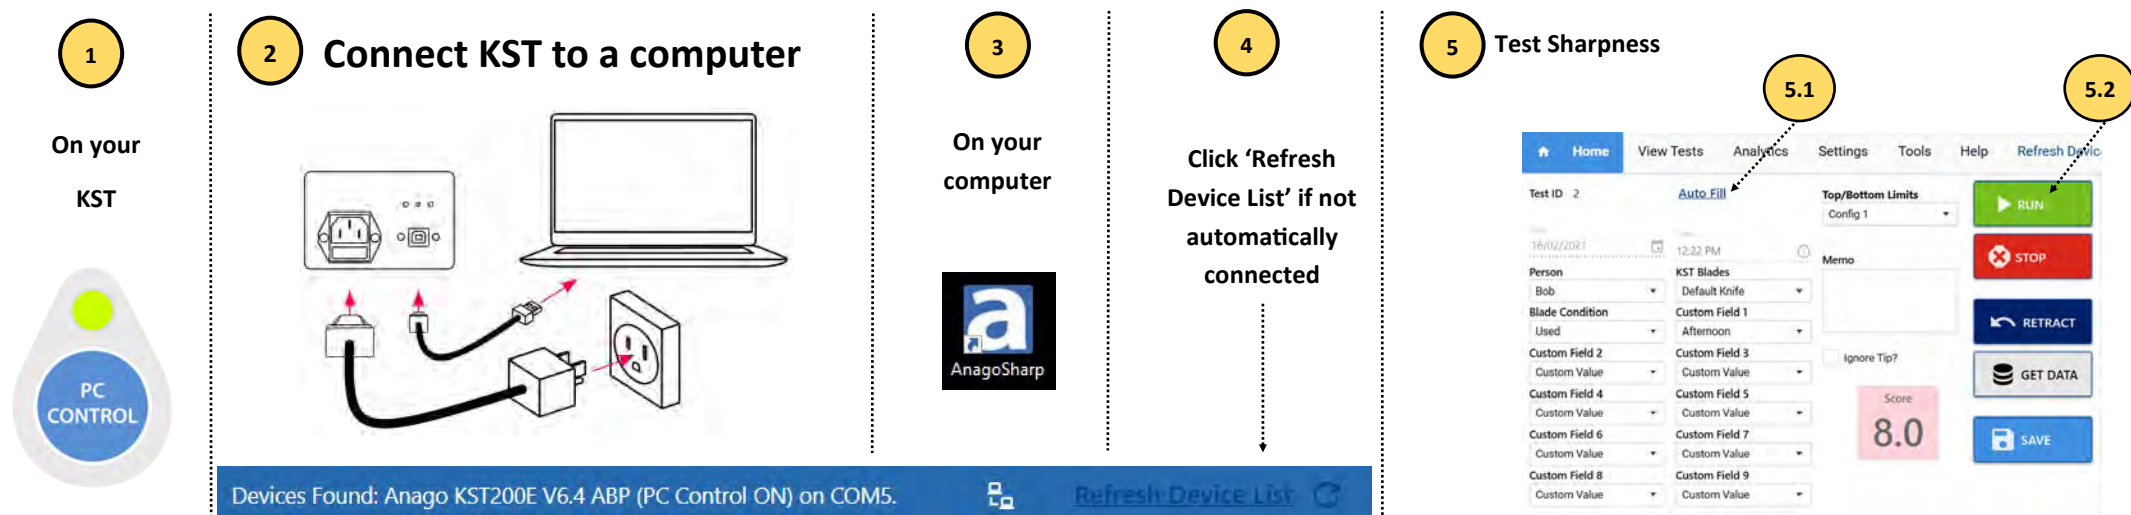 1
On your
KST
PC
CONTROL
2
Connect KST to a computer
3
On your
computer
a
AnagoSharp
4
Click ‘Refresh
Device List’ if not
automatically
connected
Devices Found: Anago KST200E V6.4 ABP (PC Control ON) on COM5.
Refresh Device List
5
Test Sharpness
5.1
5.2
Home View Tests Analytics Settings Tools Help Refresh Devic
Test ID 2
Auto Fill
Top/Bottom Limits
Config 1
RUN
16/02/2021
12:22 PM
Memo
STOP
Person
KST Blades
Bob
Default Knife
Blade Condition
Custom Field 1
Used
Afternoon
RETRACT
Custom Field 2
Custom Field 3
Ignore Tip?
Custom Value
Custom Value
GET DATA
Custom Field 4
Custom Field 5
Score
Custom Value
Custom Value
8.0
Custom Field 6
Custom Field 7
SAVE
Custom Value
Custom Value
Custom Field 8
Custom Field 9
Custom Value
Custom Value